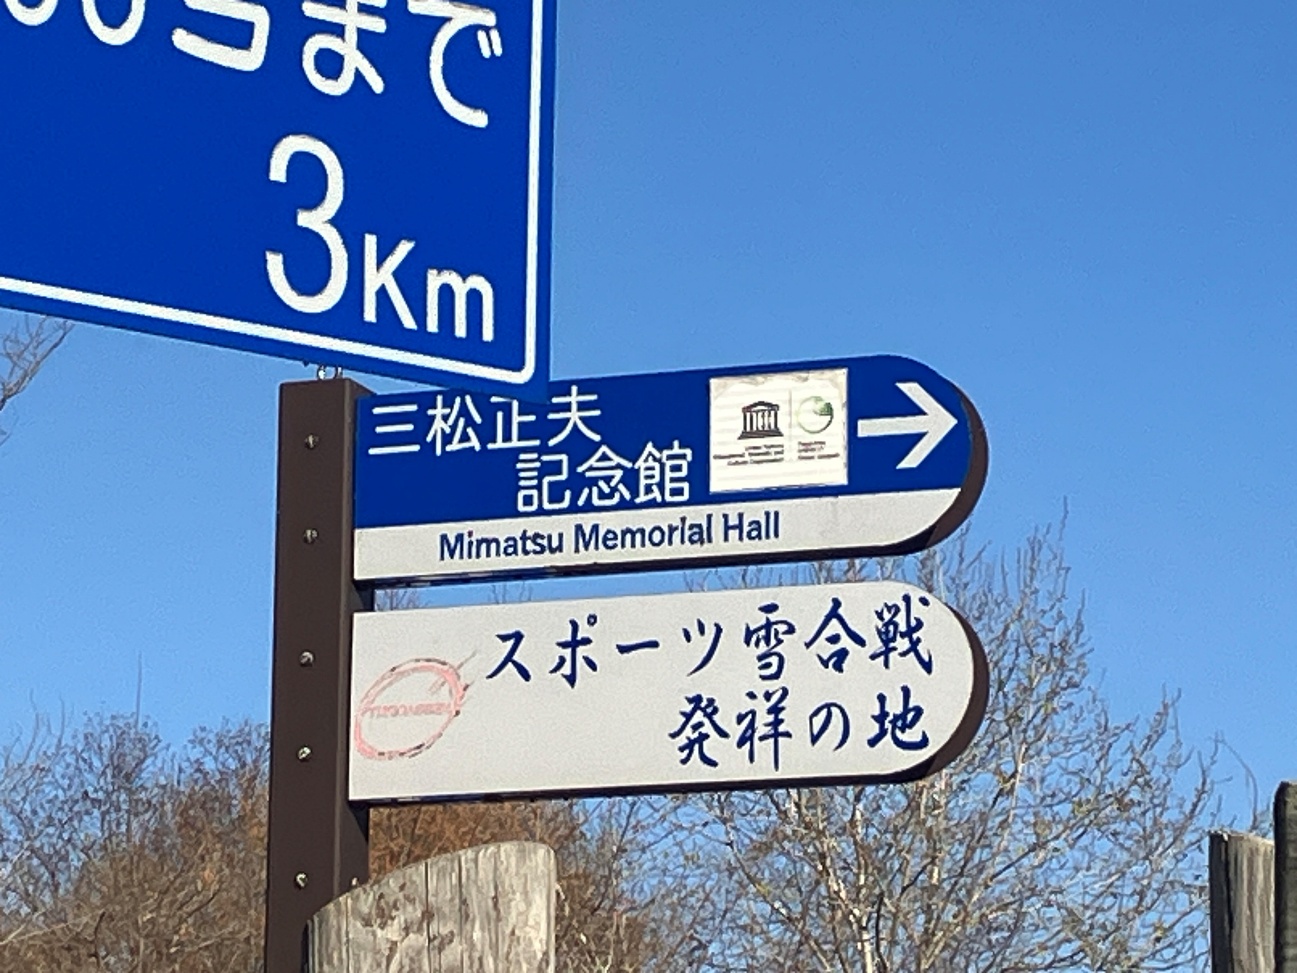 まで
3Km
三松正夫
記念館
Mimatsu Memorial Hall
スポーツ雪合戦
発祥の地